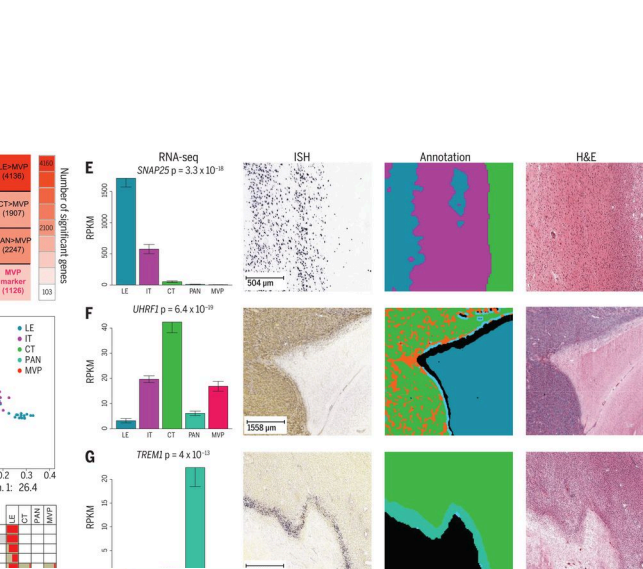 LE>MVP
(4136)
CT>MVP
(1907)
AN>MVP
(2247)
MVP
marker
(1126)
4160
2100
103
Number of significant genes
LE
IT
CT
PAN
MVP
0.2 0.3 0.4
1: 26.4
LE CT PAN MVP
RNA-seq ISH Annotation H&E
E
SNAP25 p = 3.3 x 10⁻¹⁸
RPKM
1500
1000
500
0
LE IT CT PAN MVP
504 µm
F
UHRF1 p = 6.4 x 10⁻¹⁹
RPKM
40
30
20
10
0
LE IT CT PAN MVP
1558 µm
G
TREM1 p = 4 x 10⁻¹³
RPKM
20
15
10
5